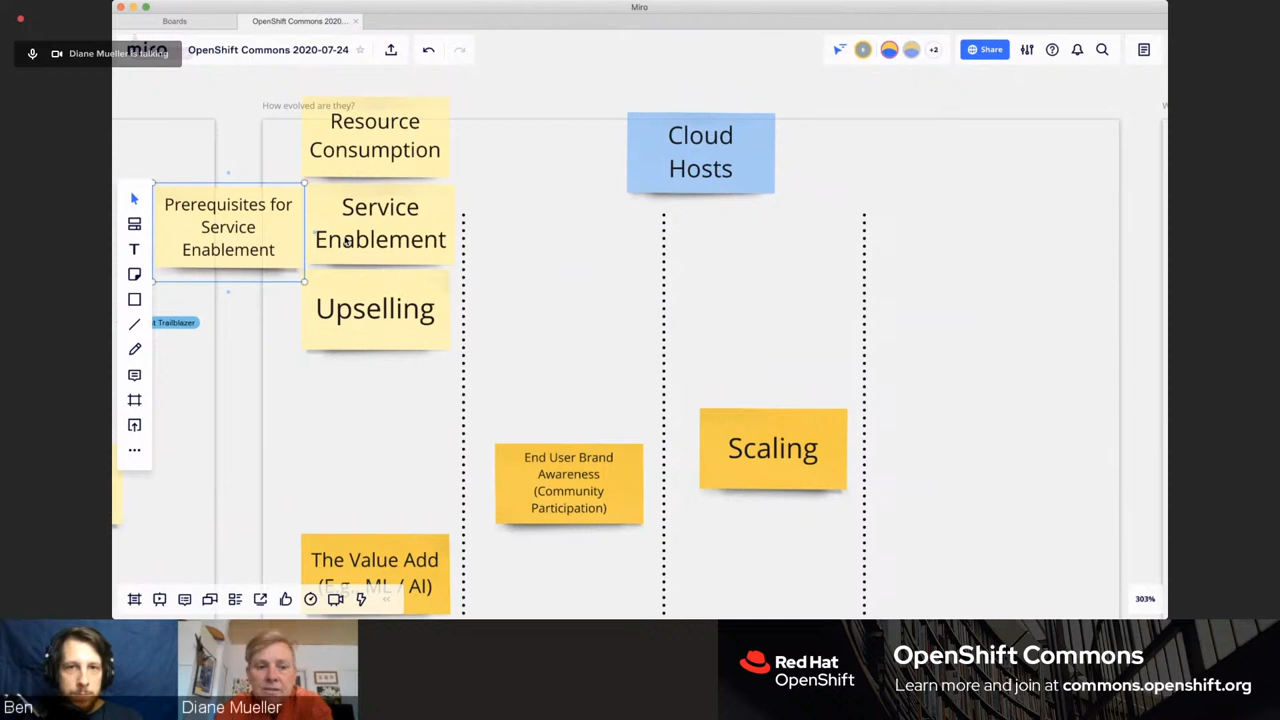 Miro
Boards
OpenShift Commons 2020...
miro
Diane Mueller is talking
OpenShift Commons 2020-07-24
+2
Share
How evolved are they?
W
Resource
Consumption
Cloud
Hosts
Prerequisites for
Service
Enablement
Service
Enablement
Upselling
t Trailblazer
Scaling
End User Brand
Awareness
(Community
Participation)
The Value Add
(E.g., ML / AI)
T
303%
Ben
Diane Mueller
Red Hat
OpenShift
OpenShift Commons
Learn more and join at commons.openshift.org